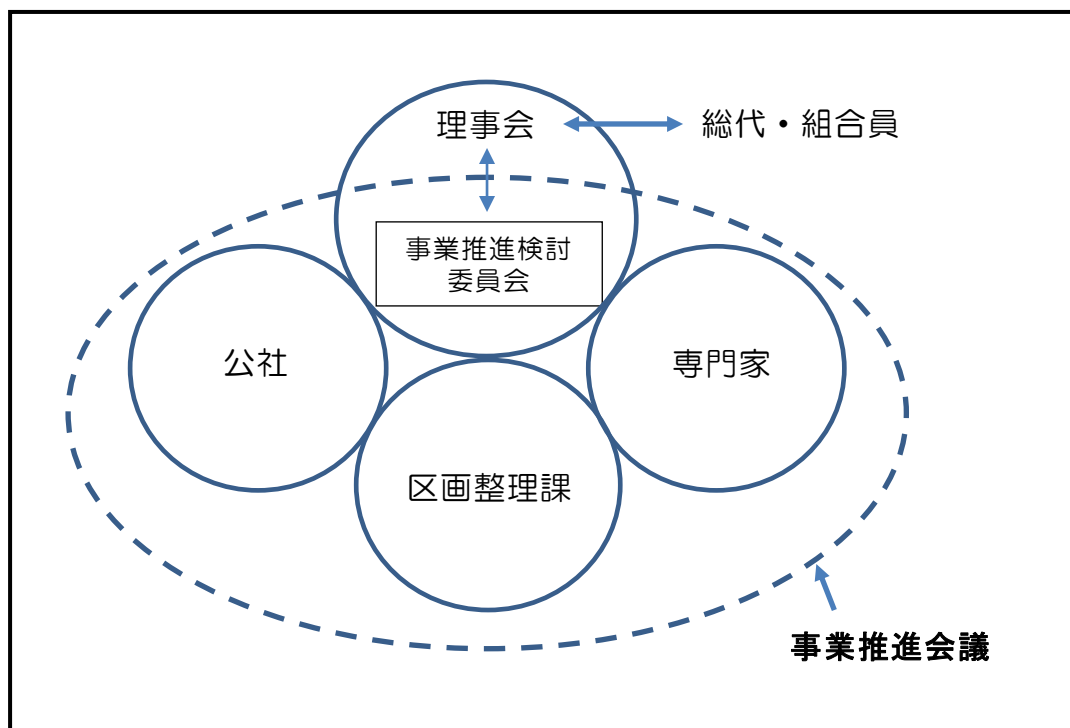 理事会
総代・組合員
事業推進検討
委員会
公社
専門家
区画整理課
事業推進会議